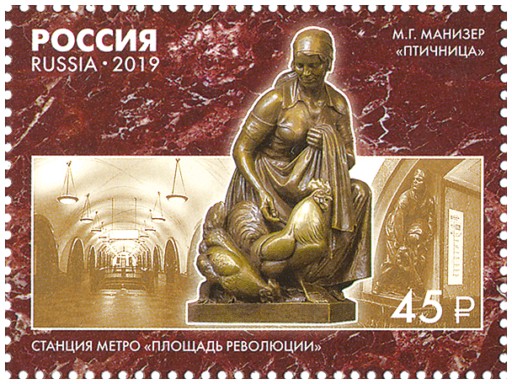 РОССИЯ
RUSSIA • 2019
М.Г. МАНИЗЕР
«ПТИЧНИЦА»
45 ₽
СТАНЦИЯ МЕТРО «ПЛОЩАДЬ РЕВОЛЮЦИИ»